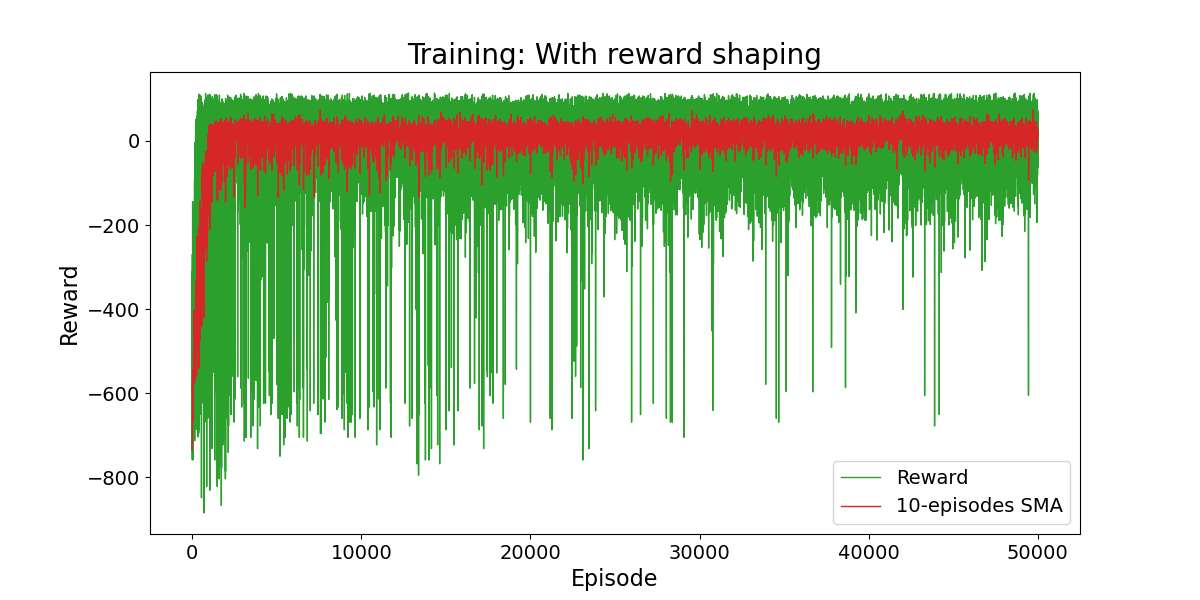 Training: With reward shaping
Reward
0
−200
−400
−600
−800
Reward
10-episodes SMA
0
10000
20000
30000
40000
50000
Episode